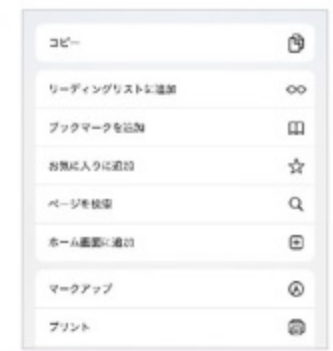 コピー
リーディングリストに追加
ブックマークを追加
お気に入りに追加
ページを検索
ホーム画面に追加
マークアップ
プリント